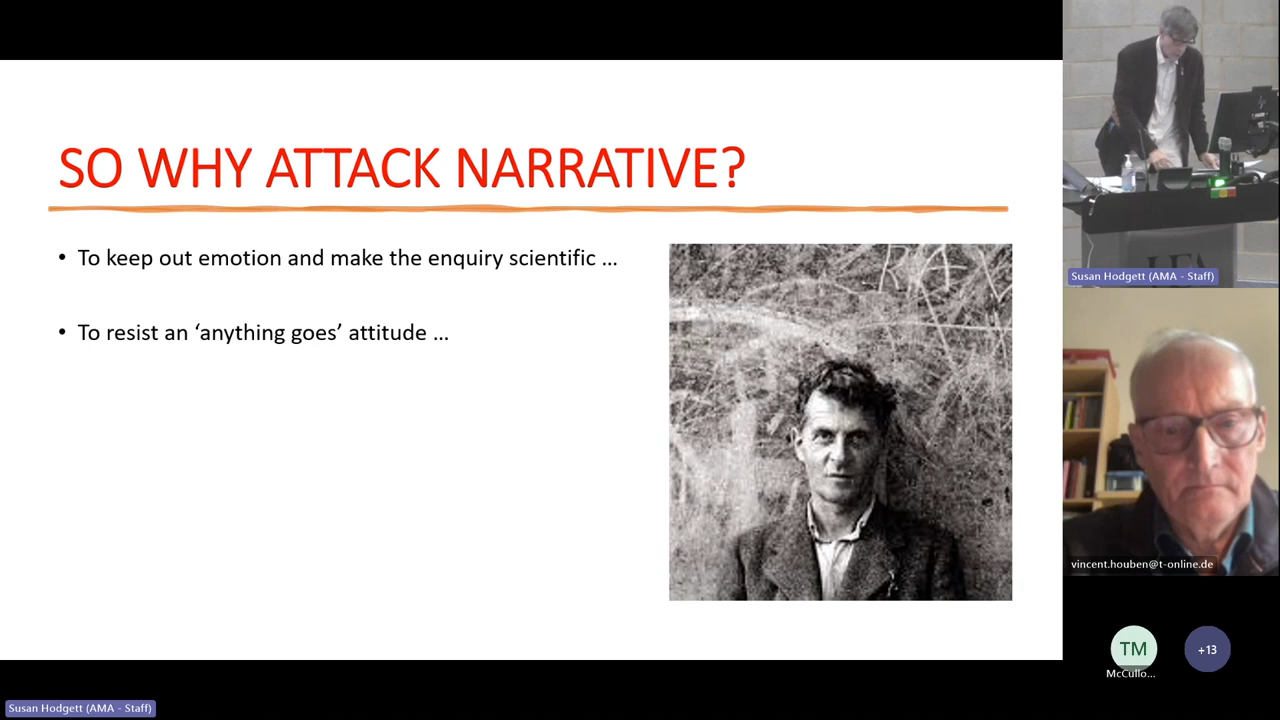 SO WHY ATTACK NARRATIVE?
• To keep out emotion and make the enquiry scientific ...
• To resist an ‘anything goes’ attitude ...
Susan Hodgett (AMA - Staff)
vincent.houben@t-online.de
TM
+13
McCullo...
Susan Hodgett (AMA - Staff)